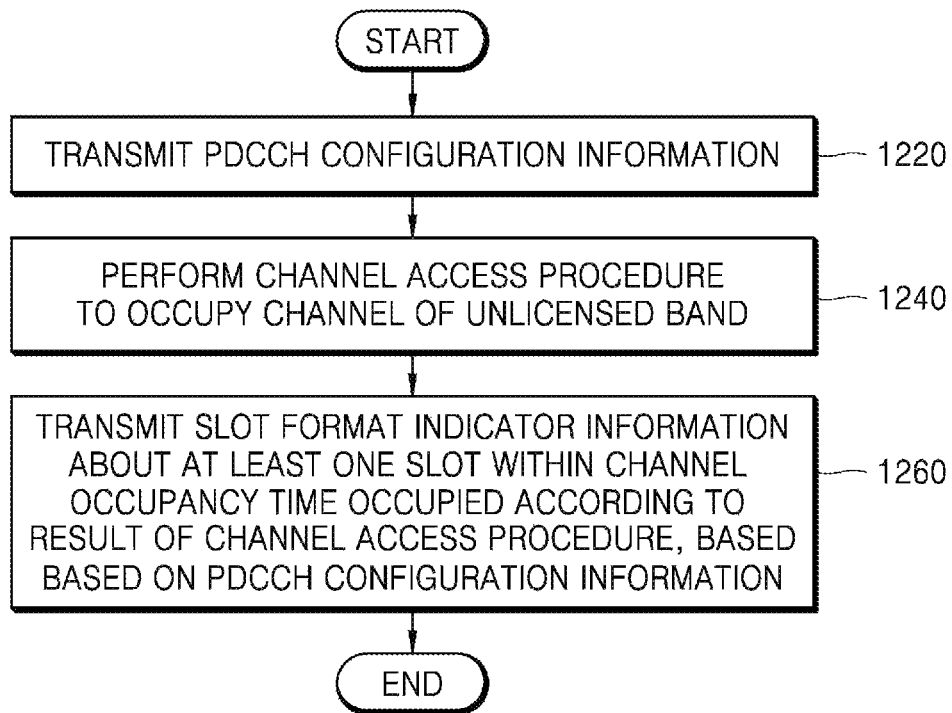 START
TRANSMIT PDCCH CONFIGURATION INFORMATION
1220
PERFORM CHANNEL ACCESS PROCEDURE
TO OCCUPY CHANNEL OF UNLICENSED BAND
1240
TRANSMIT SLOT FORMAT INDICATOR INFORMATION
ABOUT AT LEAST ONE SLOT WITHIN CHANNEL
OCCUPANCY TIME OCCUPIED ACCORDING TO
RESULT OF CHANNEL ACCESS PROCEDURE, BASED
BASED ON PDCCH CONFIGURATION INFORMATION
1260
END